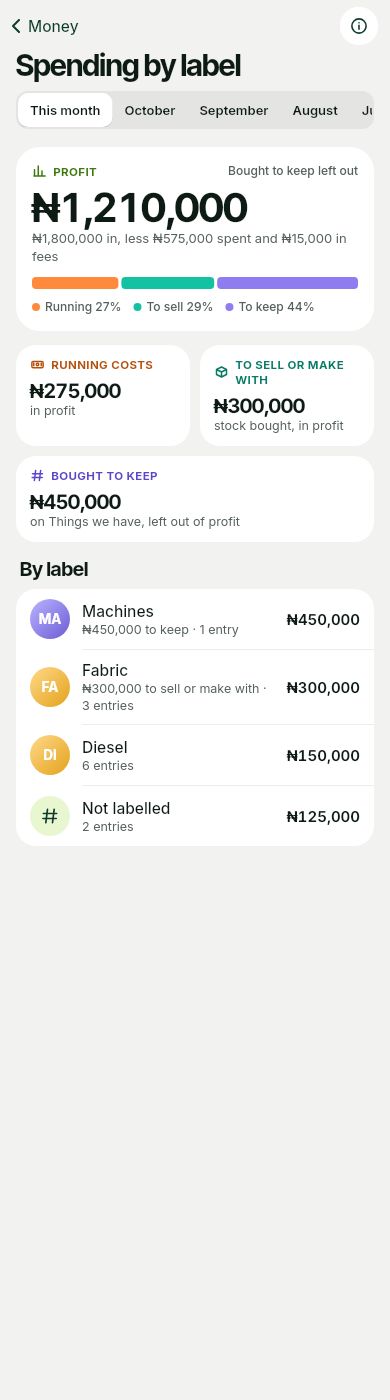 Money
Spending by label
This month October September August Ju
PROFIT Bought to keep left out
₦1,210,000
₦1,800,000 in, less ₦575,000 spent and ₦15,000 in
fees
Running 27% To sell 29% To keep 44%
RUNNING COSTS
₦275,000
in profit
TO SELL OR MAKE
WITH
₦300,000
stock bought, in profit
BOUGHT TO KEEP
₦450,000
on Things we have, left out of profit
By label
MA Machines ₦450,000
₦450,000 to keep · 1 entry
FA Fabric ₦300,000
₦300,000 to sell or make with ·
3 entries
DI Diesel ₦150,000
6 entries
# Not labelled ₦125,000
2 entries